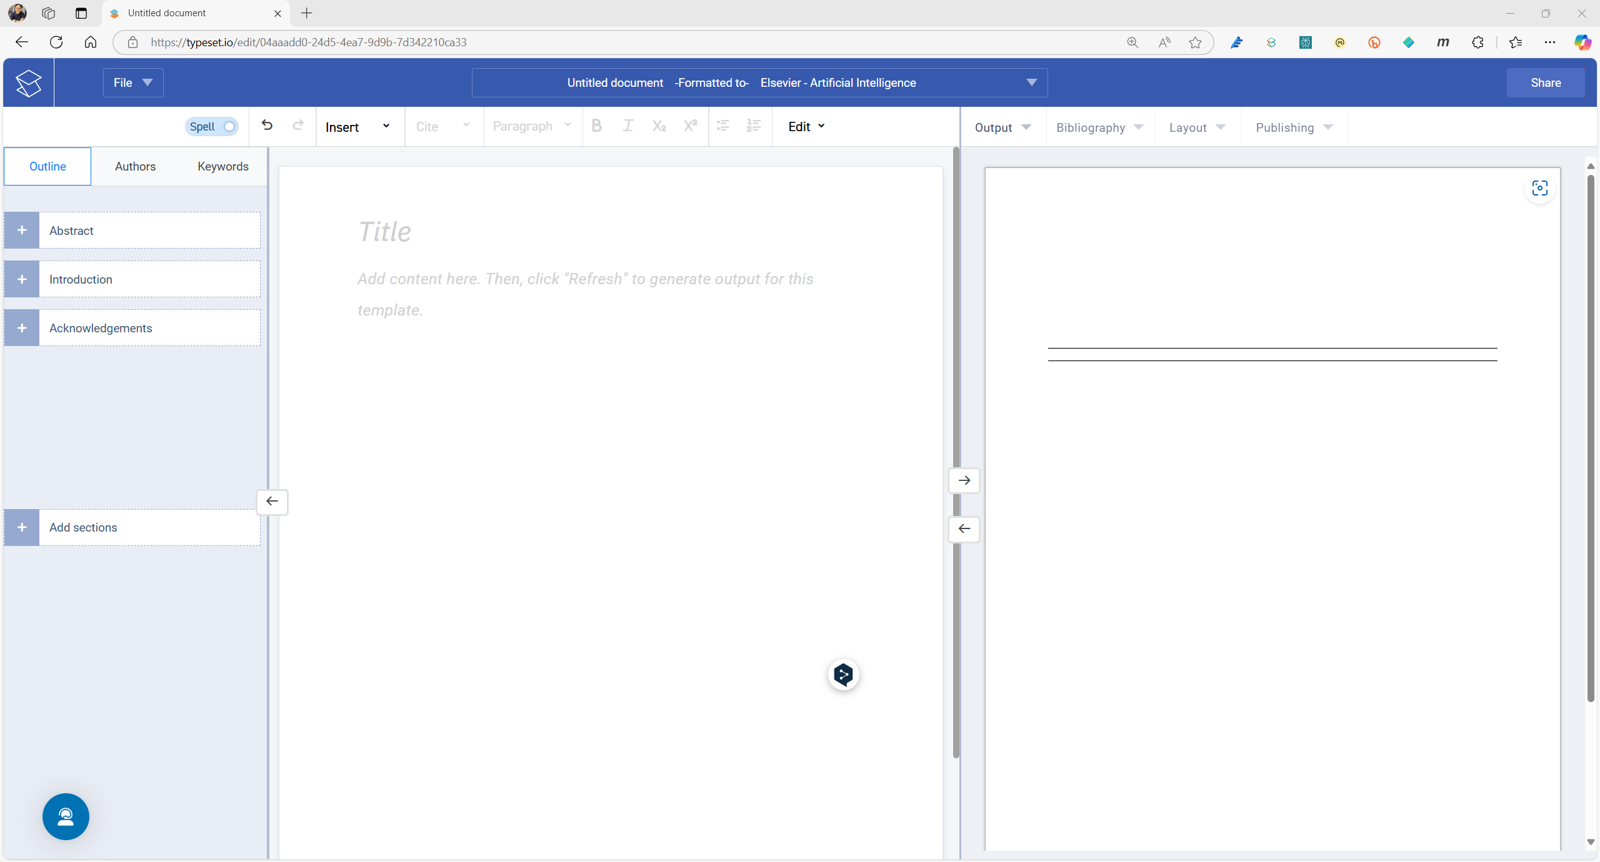 Untitled document
https://typeset.io/edit/04aaadd0-24d5-4ea7-9d9b-7d342210ca33
File
Untitled document -Formatted to- Elsevier - Artificial Intelligence
Share
Spell
Insert
Cite
Paragraph
B I X₂ X²
Edit
Output
Bibliography
Layout
Publishing
Outline
Authors
Keywords
+ Abstract
+ Introduction
+ Acknowledgements
+ Add sections
Title
Add content here. Then, click "Refresh" to generate output for this
template.